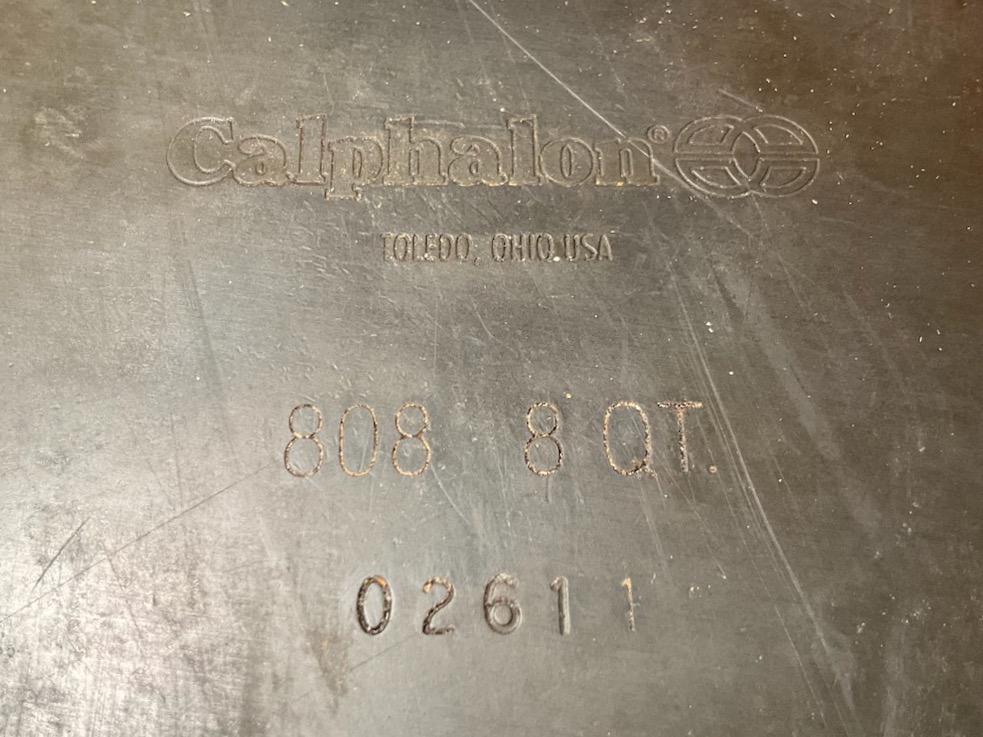 Calphalon®
TOLEDO, OHIO, USA
808 8 QT.
02611